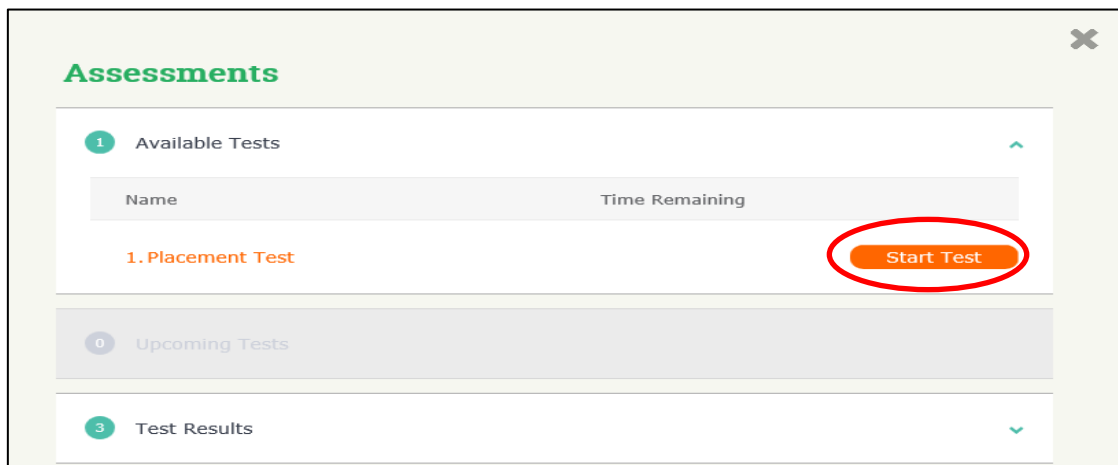 Assessments
1 Available Tests
Name Time Remaining
1. Placement Test Start Test
0 Upcoming Tests
3 Test Results